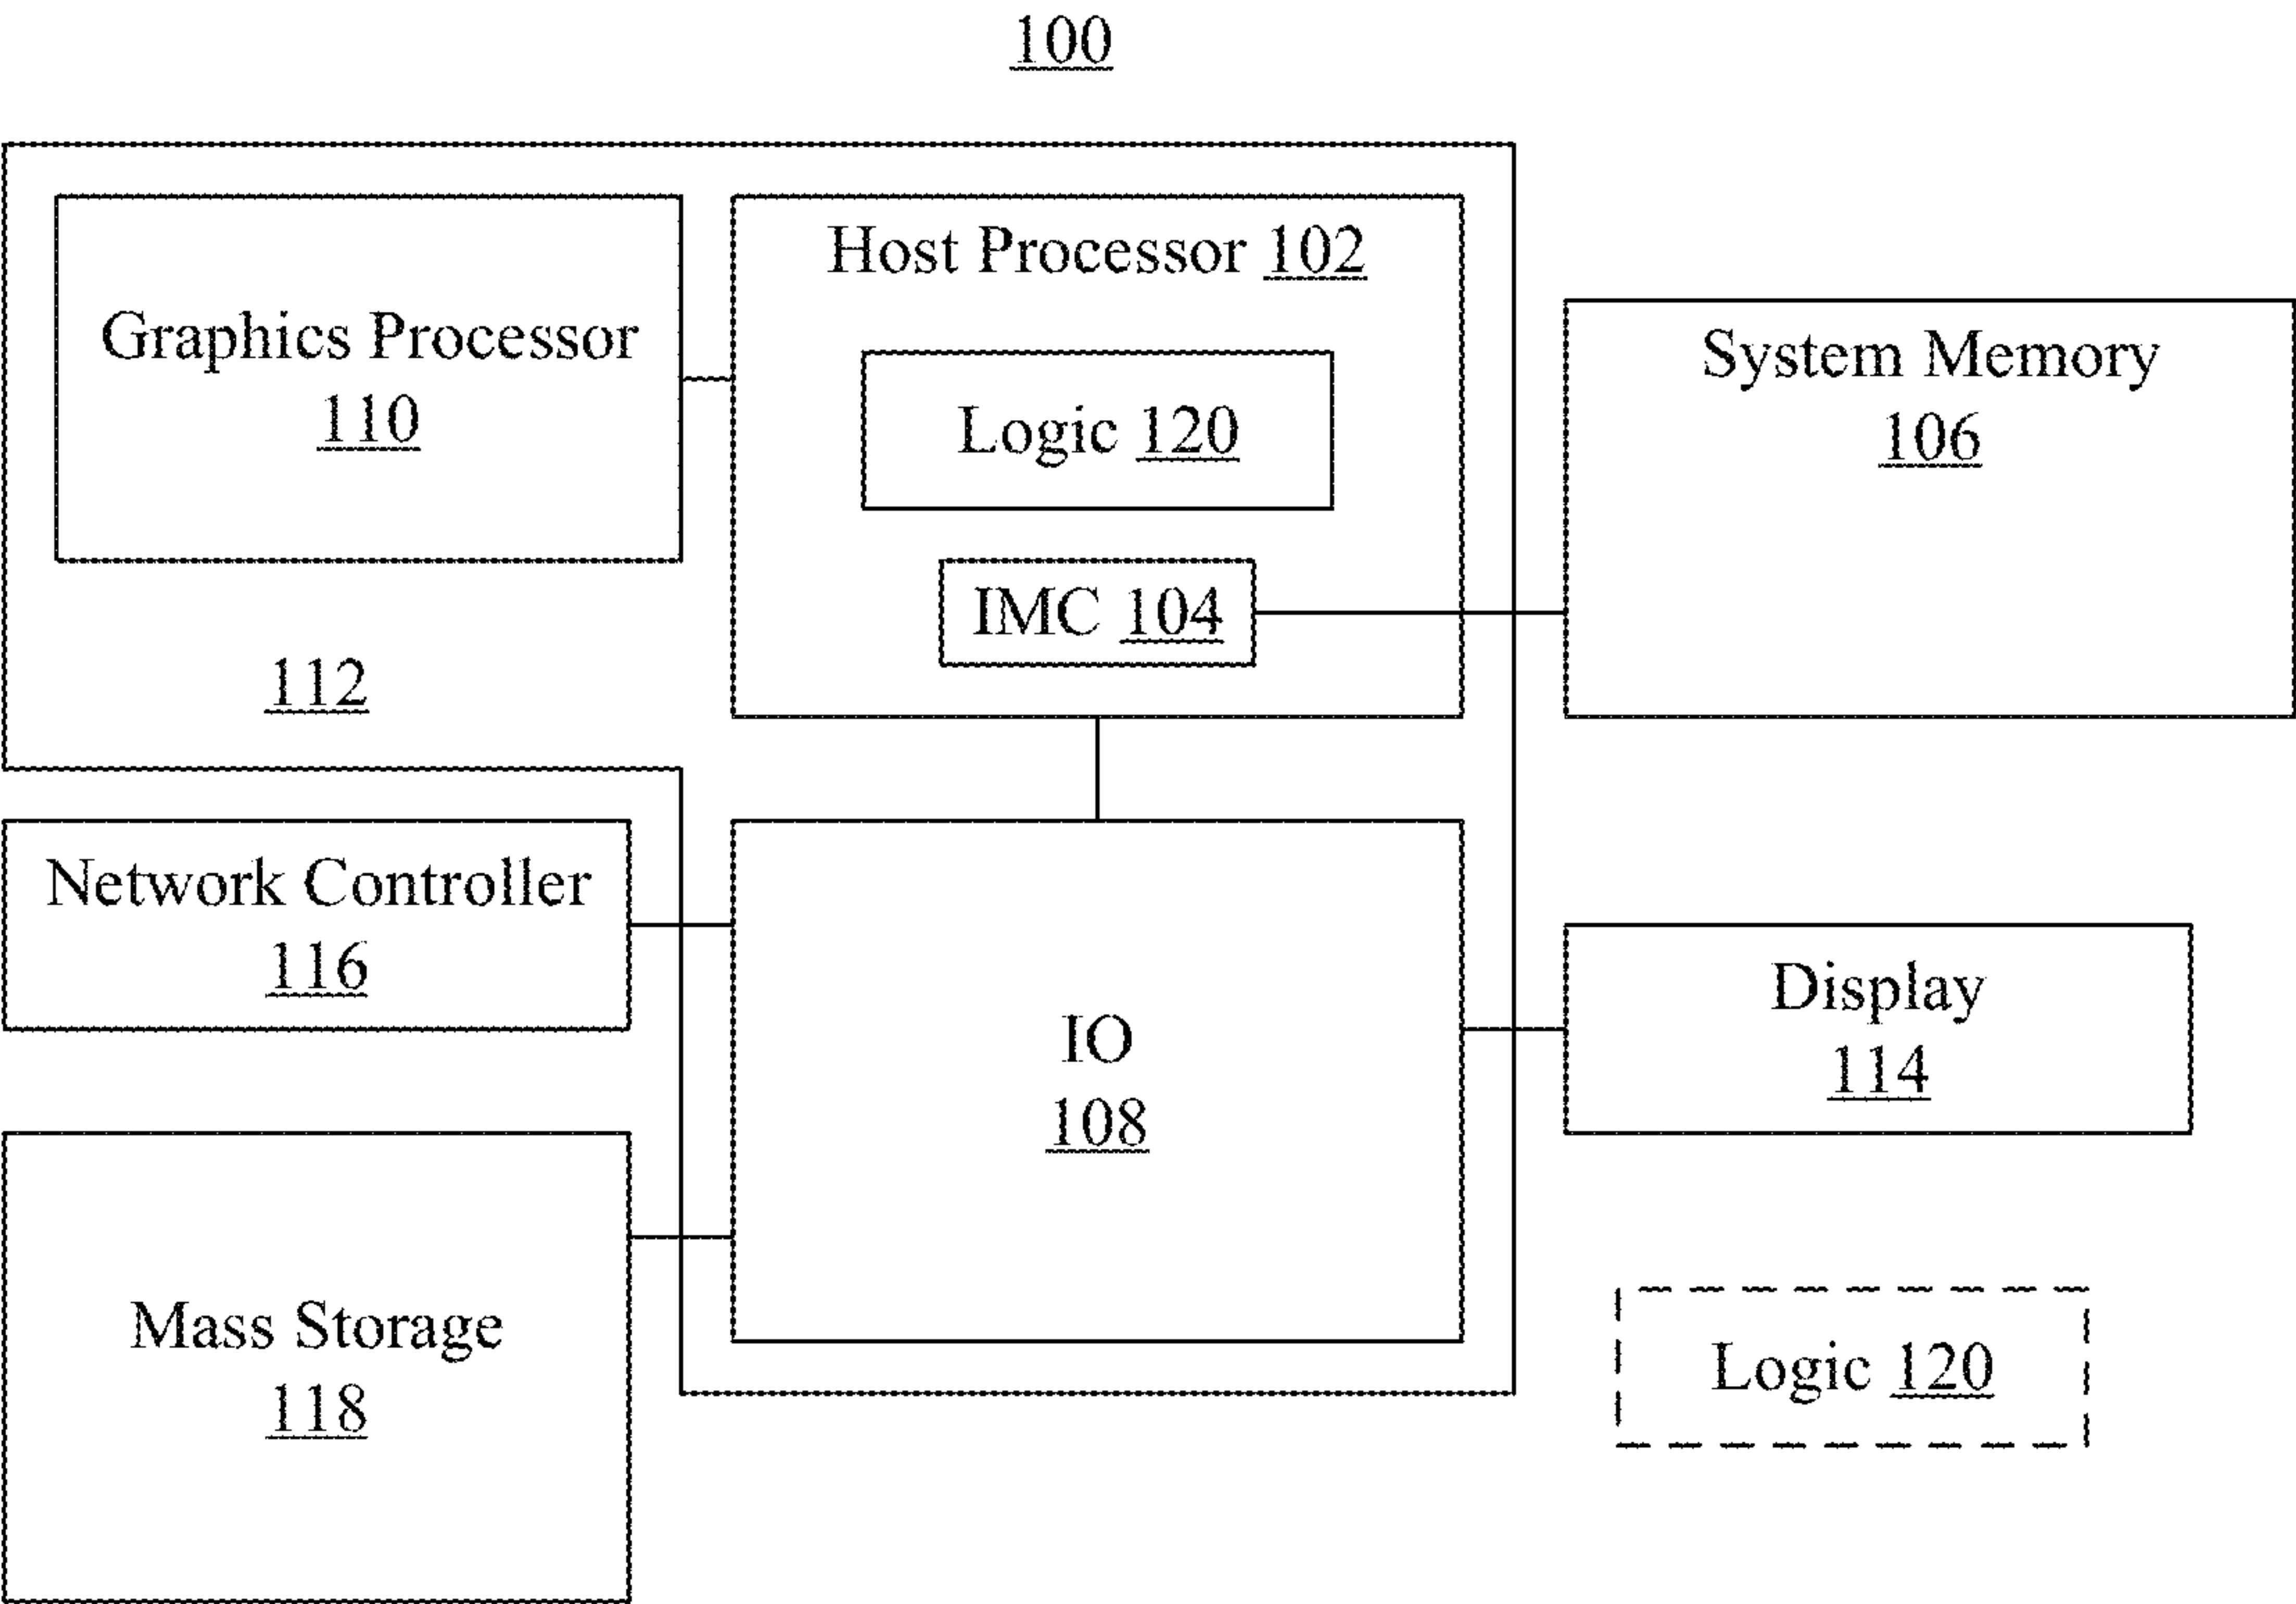 100
Host Processor 102
Graphics Processor
110
Logic 120
IMC 104
112
System Memory
106
Network Controller
116
IO
108
Display
114
Mass Storage
118
Logic 120